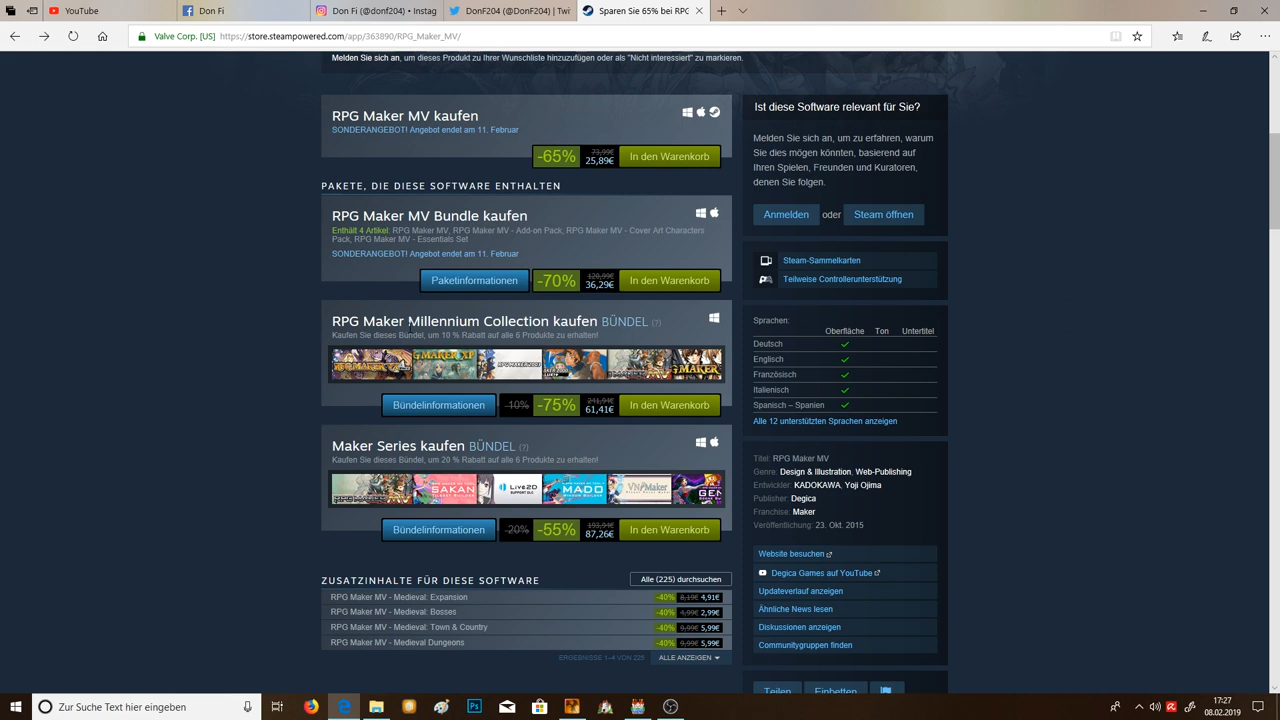 YouTube
Don Fi
Don Fi (@donf204) • Instag
Don Fi (@DonF204) | Twi
Sparen Sie 65% bei RPC
Valve Corp. [US]
https://store.steampowered.com/app/363890/RPG_Maker_MV/
Melden Sie sich an, um dieses Produkt zu Ihrer Wunschliste hinzuzufügen oder als "Nicht interessiert" zu markieren.
RPG Maker MV kaufen
SONDERANGEBOT! Angebot endet am 11. Februar
-65% 73,99€ 25,89€ In den Warenkorb
PAKETE, DIE DIESE SOFTWARE ENTHALTEN
RPG Maker MV Bundle kaufen
Enthält 4 Artikel: RPG Maker MV, RPG Maker MV - Add-on Pack, RPG Maker MV - Cover Art Characters
Pack, RPG Maker MV - Essentials Set
SONDERANGEBOT! Angebot endet am 11. Februar
Paketinformationen -70% 120,99€ 36,29€ In den Warenkorb
RPG Maker Millennium Collection kaufen BÜNDEL (?)
Kaufen Sie dieses Bündel, um 10 % Rabatt auf alle 6 Produkte zu erhalten!
Bündelinformationen -10% -75% 241,94€ 61,41€ In den Warenkorb
Maker Series kaufen BÜNDEL (?)
Kaufen Sie dieses Bündel, um 20 % Rabatt auf alle 6 Produkte zu erhalten!
SAKAN Live2D MADO VN Maker GEN
Bündelinformationen -20% -55% 193,94€ 87,26€ In den Warenkorb
ZUSATZINHALTE FÜR DIESE SOFTWARE
Alle (225) durchsuchen
RPG Maker MV - Medieval: Expansion -40% 8,19€ 4,91€
RPG Maker MV - Medieval: Bosses -40% 4,99€ 2,99€
RPG Maker MV - Medieval: Town & Country -40% 9,99€ 5,99€
RPG Maker MV - Medieval Dungeons -40% 9,99€ 5,99€
ERGEBNISSE 1–4 VON 225
ALLE ANZEIGEN
Ist diese Software relevant für Sie?
Melden Sie sich an, um zu erfahren, warum
Sie dies mögen könnten, basierend auf
Ihren Spielen, Freunden und Kuratoren,
denen Sie folgen.
Anmelden oder Steam öffnen
Steam-Sammelkarten
Teilweise Controllerunterstützung
Sprachen:
Oberfläche Ton Untertitel
Deutsch
Englisch
Französisch
Italienisch
Spanisch – Spanien
Alle 12 unterstützten Sprachen anzeigen
Titel: RPG Maker MV
Genre: Design & Illustration, Web-Publishing
Entwickler: KADOKAWA, Yoji Ojima
Publisher: Degica
Franchise: Maker
Veröffentlichung: 23. Okt. 2015
Website besuchen
Degica Games auf YouTube
Updateverlauf anzeigen
Ähnliche News lesen
Diskussionen anzeigen
Communitygruppen finden
Teilen
Einbetten
Zur Suche Text hier eingeben
17:27
08.02.2019